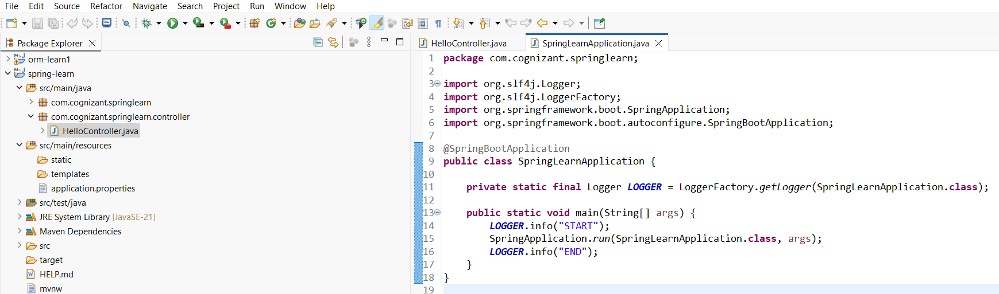 File Edit Source Refactor Navigate Search Project Run Window Help
Package Explorer
orm-learn1
spring-learn
src/main/java
com.cognizant.springlearn
com.cognizant.springlearn.controller
HelloController.java
src/main/resources
static
templates
application.properties
src/test/java
JRE System Library [JavaSE-21]
Maven Dependencies
src
target
HELP.md
mvnw
HelloController.java SpringLearnApplication.java
1 package com.cognizant.springlearn;
2
3 import org.slf4j.Logger;
4 import org.slf4j.LoggerFactory;
5 import org.springframework.boot.SpringApplication;
6 import org.springframework.boot.autoconfigure.SpringBootApplication;
7
8 @SpringBootApplication
9 public class SpringLearnApplication {
10
11 private static final Logger LOGGER = LoggerFactory.getLogger(SpringLearnApplication.class);
12
13 public static void main(String[] args) {
14 LOGGER.info("START");
15 SpringApplication.run(SpringLearnApplication.class, args);
16 LOGGER.info("END");
17 }
18 }
19